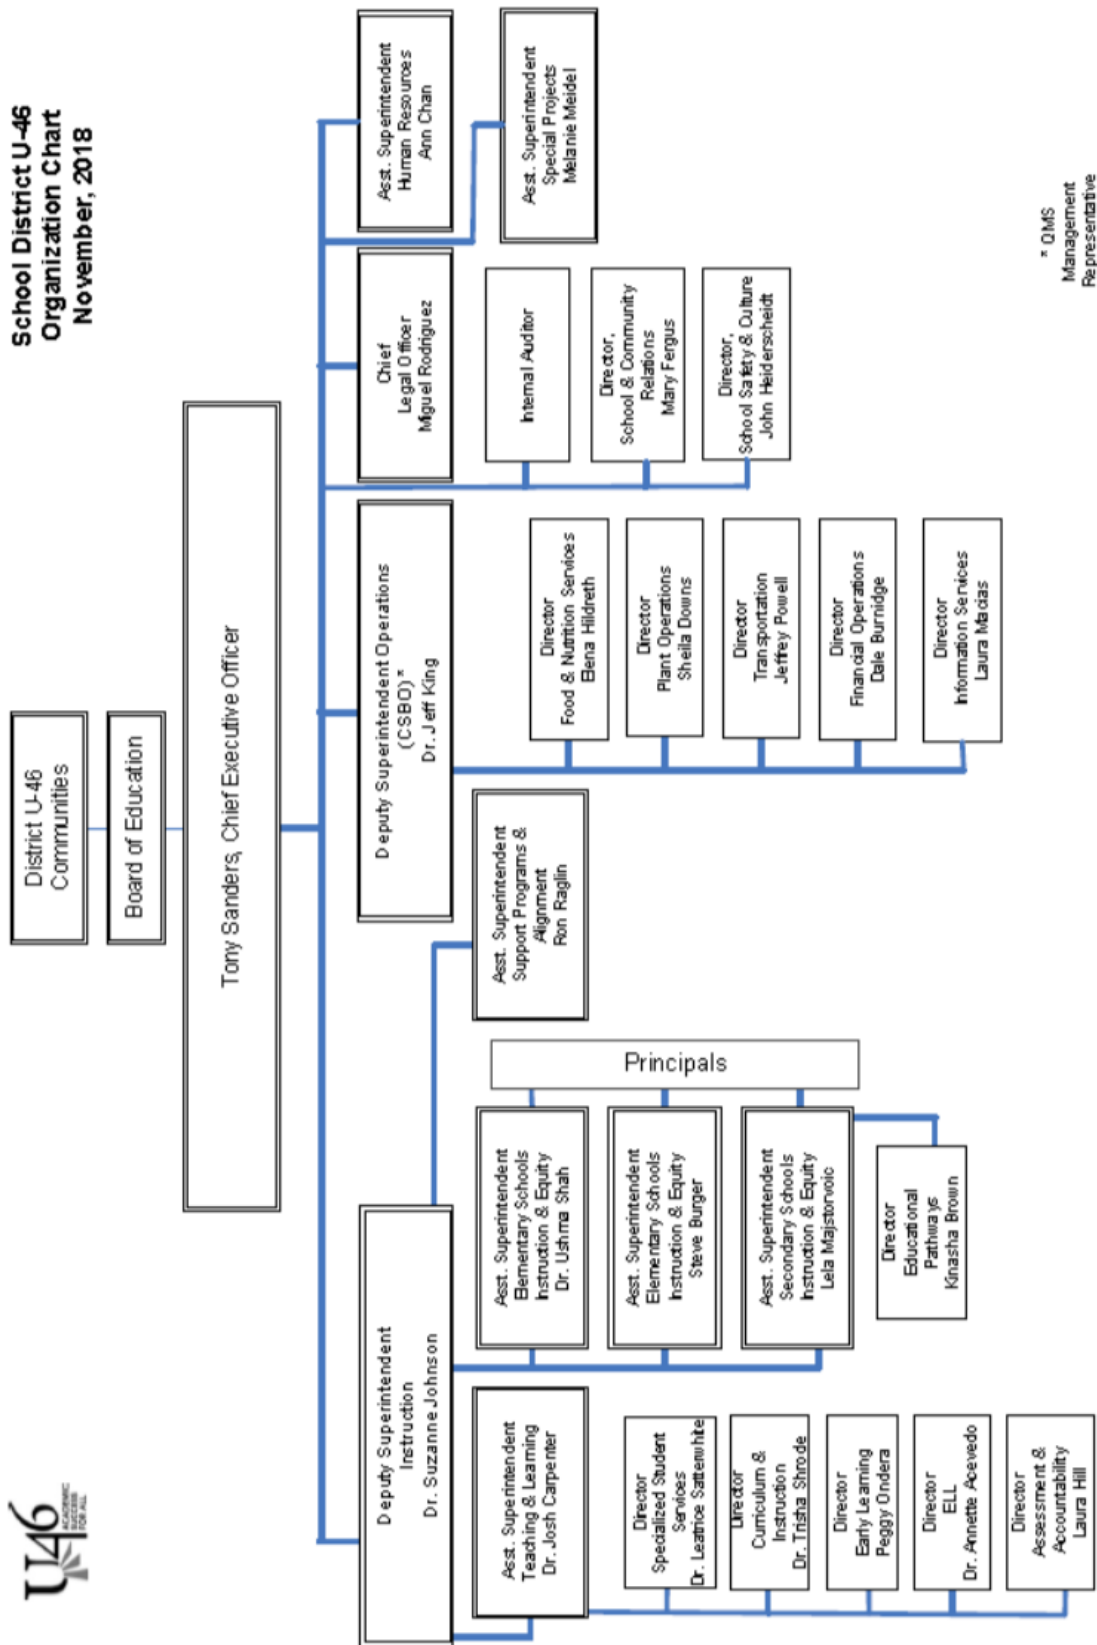 U46
ACADEMIC
SUCCESS
FOR ALL
School District U-46
Organization Chart
November, 2018
District U-46
Communities
Board of Education
Tony Sanders, Chief Executive Officer
Deputy Superintendent
Instruction
Dr. Suzanne Johnson
Deputy Superintendent Operations
(CSBO) *
Dr. Jeff King
Chief
Legal Officer
Miguel Rodriguez
Asst. Superintendent
Human Resources
Ann Chan
Asst. Superintendent
Teaching & Learning
Dr. Josh Carpenter
Director
Specialized Student
Services
Dr. Leatrice Satterwhite
Director
Curriculum &
Instruction
Dr. Trisha Shrode
Director
Early Learning
Peggy Ondera
Director
ELL
Dr. Annette Acevedo
Director
Assessment &
Accountability
Laura Hill
Asst. Superintendent
Elementary Schools
Instruction & Equity
Dr. Ushma Shah
Asst. Superintendent
Elementary Schools
Instruction & Equity
Steve Burger
Asst. Superintendent
Secondary Schools
Instruction & Equity
Lela Majstorvoic
Principals
Director
Educational
Pathways
Kinasha Brown
Asst. Superintendent
Support Programs &
Alignment
Ron Raglin
Director
Food & Nutrition Services
Elena Hildreth
Director
Plant Operations
Sheila Downs
Director
Transportation
Jeffrey Powell
Director
Financial Operations
Dale Burnidge
Director
Information Services
Laura Macias
Internal Auditor
Director,
School & Community
Relations
Mary Fergus
Director,
School Safety & Culture
John Heiderscheidt
Asst. Superintendent
Special Projects
Melanie Meidel
* QMS
Management
Representative